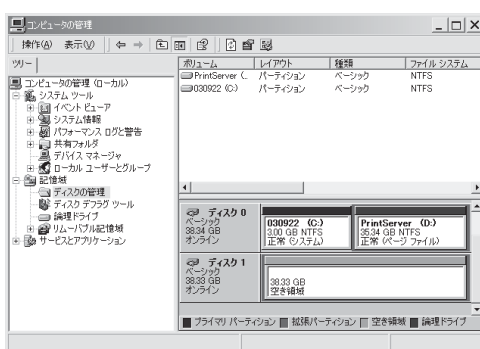 コンピュータの管理
操作(A) 表示(V)
ツリー
コンピュータの管理 (ローカル)
システム ツール
イベント ビューア
システム情報
パフォーマンス ログと警告
共有フォルダ
デバイス マネージャ
ローカル ユーザーとグループ
記憶域
ディスクの管理
ディスク デフラグ ツール
論理ドライブ
リムーバブル記憶域
サービスとアプリケーション
ボリューム レイアウト 種類 ファイル システム
PrintServer (... パーティション ベーシック NTFS
030922 (C:) パーティション ベーシック NTFS
ディスク 0
ベーシック
38.34 GB
オンライン
030922 (C:)
3.00 GB NTFS
正常 (システム)
PrintServer (D:)
35.34 GB NTFS
正常 (ページ ファイル)
ディスク 1
ベーシック
38.33 GB
オンライン
38.33 GB
空き領域
プライマリ パーティション 拡張パーティション 空き領域 論理ドライブ